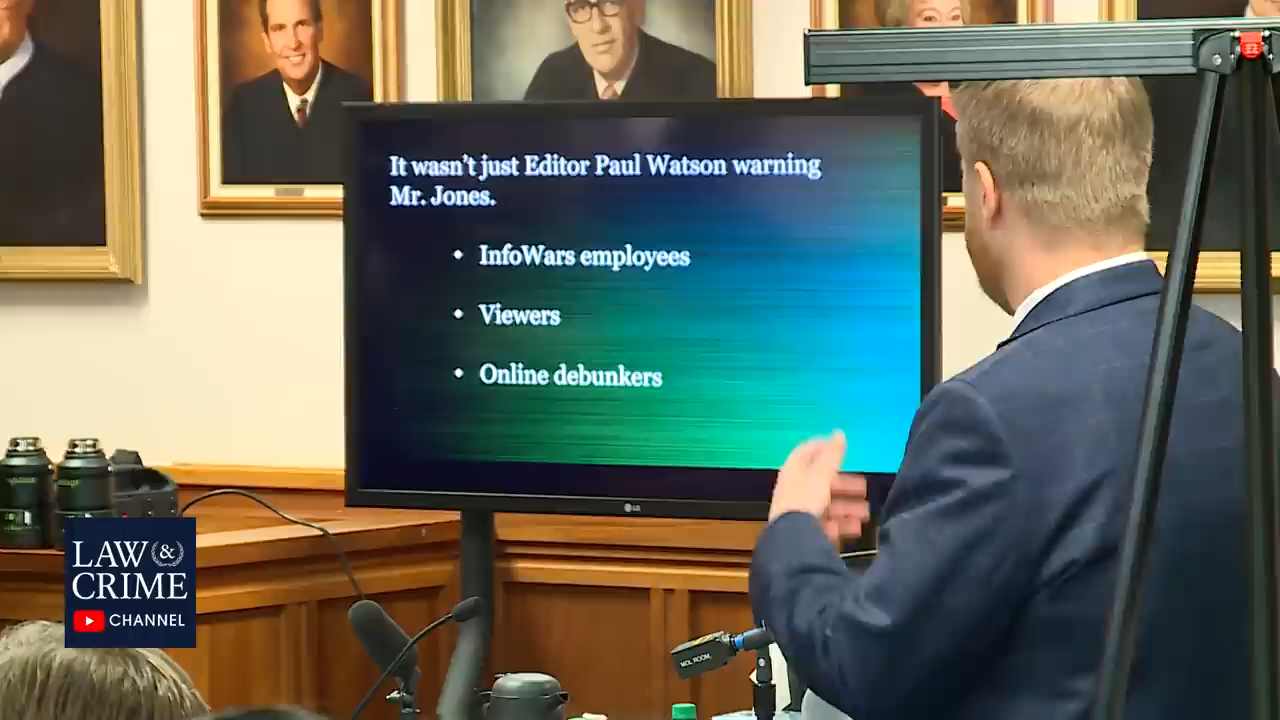 It wasn't just Editor Paul Watson warning
Mr. Jones.
• InfoWars employees
• Viewers
• Online debunkers
LG
LAW &
CRIME
CHANNEL